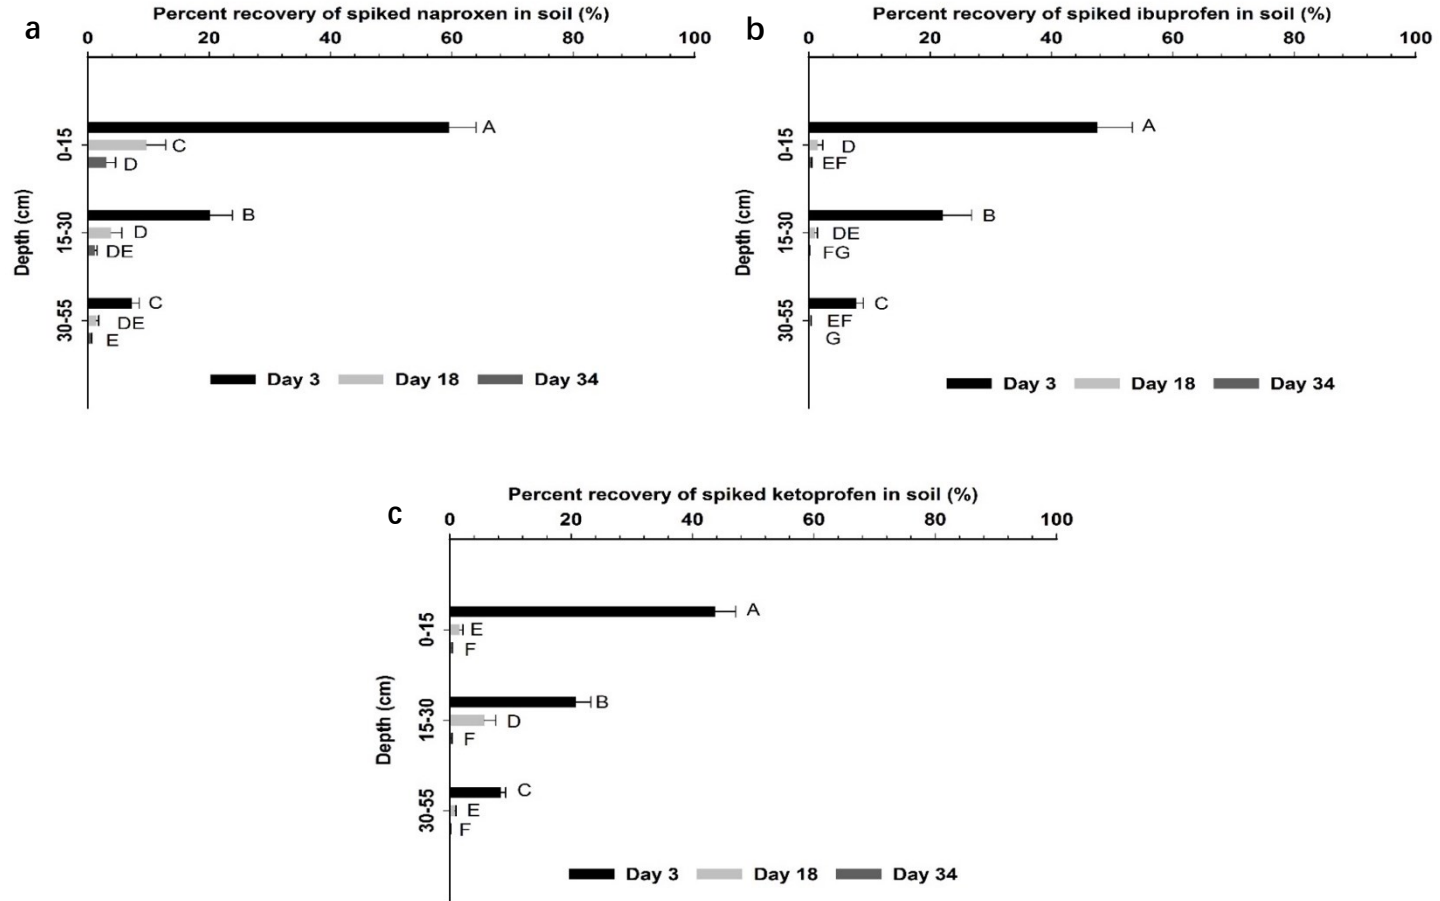 a
Percent recovery of spiked naproxen in soil (%)
0 20 40 60 80 100
Depth (cm)
0-15
A
C
D
15-30
B
D
DE
30-55
C
DE
E
Day 3 Day 18 Day 34
b
Percent recovery of spiked ibuprofen in soil (%)
0 20 40 60 80 100
Depth (cm)
0-15
A
D
EF
15-30
B
DE
FG
30-55
C
EF
G
Day 3 Day 18 Day 34
c
Percent recovery of spiked ketoprofen in soil (%)
0 20 40 60 80 100
Depth (cm)
0-15
A
E
F
15-30
B
D
F
30-55
C
E
F
Day 3 Day 18 Day 34